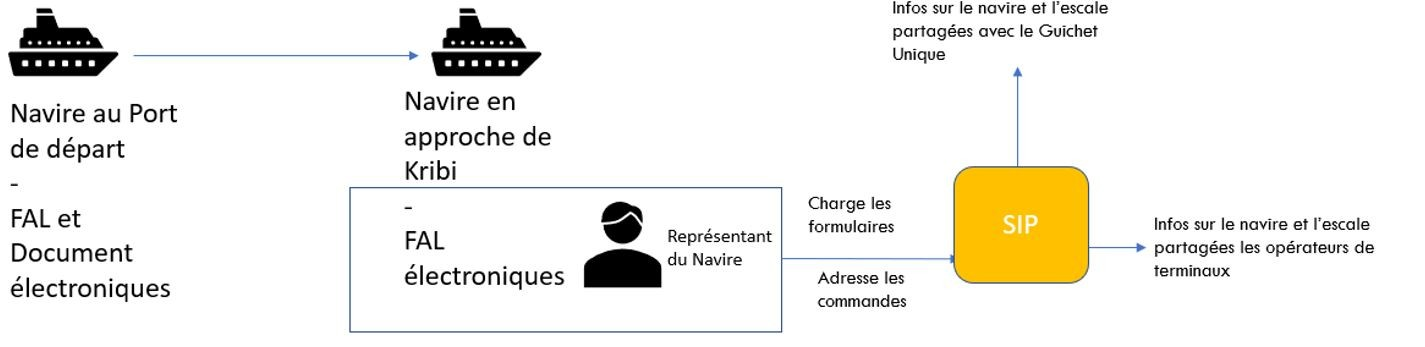 Navire au Port
de départ
-
FAL et
Document
électroniques
Navire en
approche de
Kribi
-
FAL
électroniques
Représentant
du Navire
Charge les
formulaires
Adresse les
commandes
SIP
Infos sur le navire et l'escale
partagées avec le Guichet
Unique
Infos sur le navire et l'escale
partagées les opérateurs de
terminaux